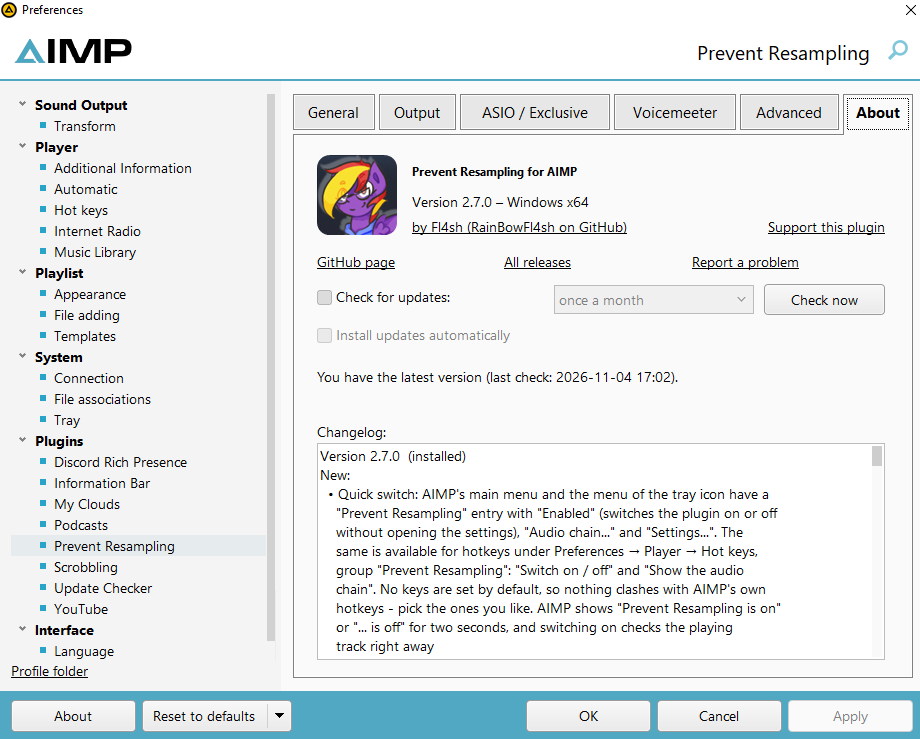 Preferences
AIMP
Prevent Resampling
Sound Output
Transform
Player
Additional Information
Automatic
Hot keys
Internet Radio
Music Library
Playlist
Appearance
File adding
Templates
System
Connection
File associations
Tray
Plugins
Discord Rich Presence
Information Bar
My Clouds
Podcasts
Prevent Resampling
Scrobbling
Update Checker
YouTube
Interface
Language
Profile folder
General Output ASIO / Exclusive Voicemeeter Advanced About
Prevent Resampling for AIMP
Version 2.7.0 – Windows x64
by Fl4sh (RainBowFl4sh on GitHub) Support this plugin
GitHub page All releases Report a problem
Check for updates: once a month Check now
Install updates automatically
You have the latest version (last check: 2026-11-04 17:02).
Changelog:
Version 2.7.0 (installed)
New:
• Quick switch: AIMP's main menu and the menu of the tray icon have a
"Prevent Resampling" entry with "Enabled" (switches the plugin on or off
without opening the settings), "Audio chain..." and "Settings...". The
same is available for hotkeys under Preferences → Player → Hot keys,
group "Prevent Resampling": "Switch on / off" and "Show the audio
chain". No keys are set by default, so nothing clashes with AIMP's own
hotkeys - pick the ones you like. AIMP shows "Prevent Resampling is on"
or "... is off" for two seconds, and switching on checks the playing
track right away
About Reset to defaults OK Cancel Apply